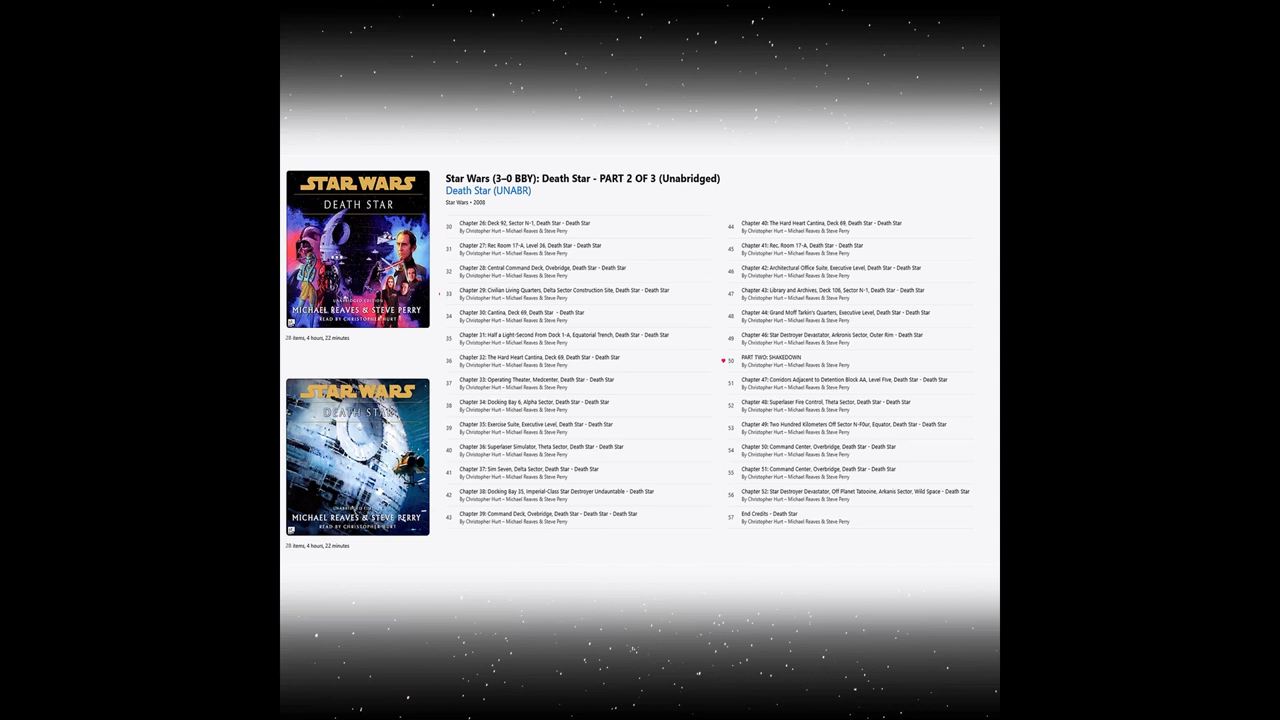 STAR WARS
DEATH STAR
UNABRIDGED EDITION
MICHAEL REAVES & STEVE PERRY
READ BY CHRISTOPHER HURT
28 items, 4 hours, 22 minutes
STAR WARS
DEATH STAR
UNABRIDGED EDITION
MICHAEL REAVES & STEVE PERRY
READ BY CHRISTOPHER HURT
28 items, 4 hours, 22 minutes
Star Wars (3–0 BBY): Death Star - PART 2 OF 3 (Unabridged)
Death Star (UNABR)
Star Wars • 2008
30 Chapter 26: Deck 92, Sector N-1, Death Star - Death Star
By Christopher Hurt – Michael Reaves & Steve Perry
31 Chapter 27: Rec Room 17-A, Level 36, Death Star - Death Star
By Christopher Hurt – Michael Reaves & Steve Perry
32 Chapter 28: Central Command Deck, Ovebridge, Death Star - Death Star
By Christopher Hurt – Michael Reaves & Steve Perry
33 Chapter 29: Civilian Living Quarters, Delta Sector Construction Site, Death Star - Death Star
By Christopher Hurt – Michael Reaves & Steve Perry
34 Chapter 30: Cantina, Deck 69, Death Star - Death Star
By Christopher Hurt – Michael Reaves & Steve Perry
35 Chapter 31: Half a Light-Second From Dock 1-A, Equatorial Trench, Death Star - Death Star
By Christopher Hurt – Michael Reaves & Steve Perry
36 Chapter 32: The Hard Heart Cantina, Deck 69, Death Star - Death Star
By Christopher Hurt – Michael Reaves & Steve Perry
37 Chapter 33: Operating Theater, Medcenter, Death Star - Death Star
By Christopher Hurt – Michael Reaves & Steve Perry
38 Chapter 34: Docking Bay 6, Alpha Sector, Death Star - Death Star
By Christopher Hurt – Michael Reaves & Steve Perry
39 Chapter 35: Exercise Suite, Executive Level, Death Star - Death Star
By Christopher Hurt – Michael Reaves & Steve Perry
40 Chapter 36: Superlaser Simulator, Theta Sector, Death Star - Death Star
By Christopher Hurt – Michael Reaves & Steve Perry
41 Chapter 37: Sim Seven, Delta Sector, Death Star - Death Star
By Christopher Hurt – Michael Reaves & Steve Perry
42 Chapter 38: Docking Bay 35, Imperial-Class Star Destroyer Undauntable - Death Star
By Christopher Hurt – Michael Reaves & Steve Perry
43 Chapter 39: Command Deck, Ovebridge, Death Star - Death Star - Death Star
By Christopher Hurt – Michael Reaves & Steve Perry
44 Chapter 40: The Hard Heart Cantina, Deck 69, Death Star - Death Star
By Christopher Hurt – Michael Reaves & Steve Perry
45 Chapter 41: Rec, Room 17-A, Death Star - Death Star
By Christopher Hurt – Michael Reaves & Steve Perry
46 Chapter 42: Architectural Office Suite, Executive Level, Death Star - Death Star
By Christopher Hurt – Michael Reaves & Steve Perry
47 Chapter 43: Library and Archives, Deck 106, Sector N-1, Death Star - Death Star
By Christopher Hurt – Michael Reaves & Steve Perry
48 Chapter 44: Grand Moff Tarkin's Quarters, Executive Level, Death Star - Death Star
By Christopher Hurt – Michael Reaves & Steve Perry
49 Chapter 46: Star Destroyer Devastator, Arkronis Sector, Outer Rim - Death Star
By Christopher Hurt – Michael Reaves & Steve Perry
50 PART TWO: SHAKEDOWN
By Christopher Hurt – Michael Reaves & Steve Perry
51 Chapter 47: Corridors Adjacent to Detention Block AA, Level Five, Death Star - Death Star
By Christopher Hurt – Michael Reaves & Steve Perry
52 Chapter 48: Superlaser Fire Control, Theta Sector, Death Star - Death Star
By Christopher Hurt – Michael Reaves & Steve Perry
53 Chapter 49: Two Hundred Kilometers Off Sector N-F0ur, Equator, Death Star - Death Star
By Christopher Hurt – Michael Reaves & Steve Perry
54 Chapter 50: Command Center, Overbridge, Death Star - Death Star
By Christopher Hurt – Michael Reaves & Steve Perry
55 Chapter 51: Command Center, Overbridge, Death Star - Death Star
By Christopher Hurt – Michael Reaves & Steve Perry
56 Chapter 52: Star Destroyer Devastator, Off Planet Tatooine, Arkanis Sector, Wild Space - Death Star
By Christopher Hurt – Michael Reaves & Steve Perry
57 End Credits - Death Star
By Christopher Hurt – Michael Reaves & Steve Perry